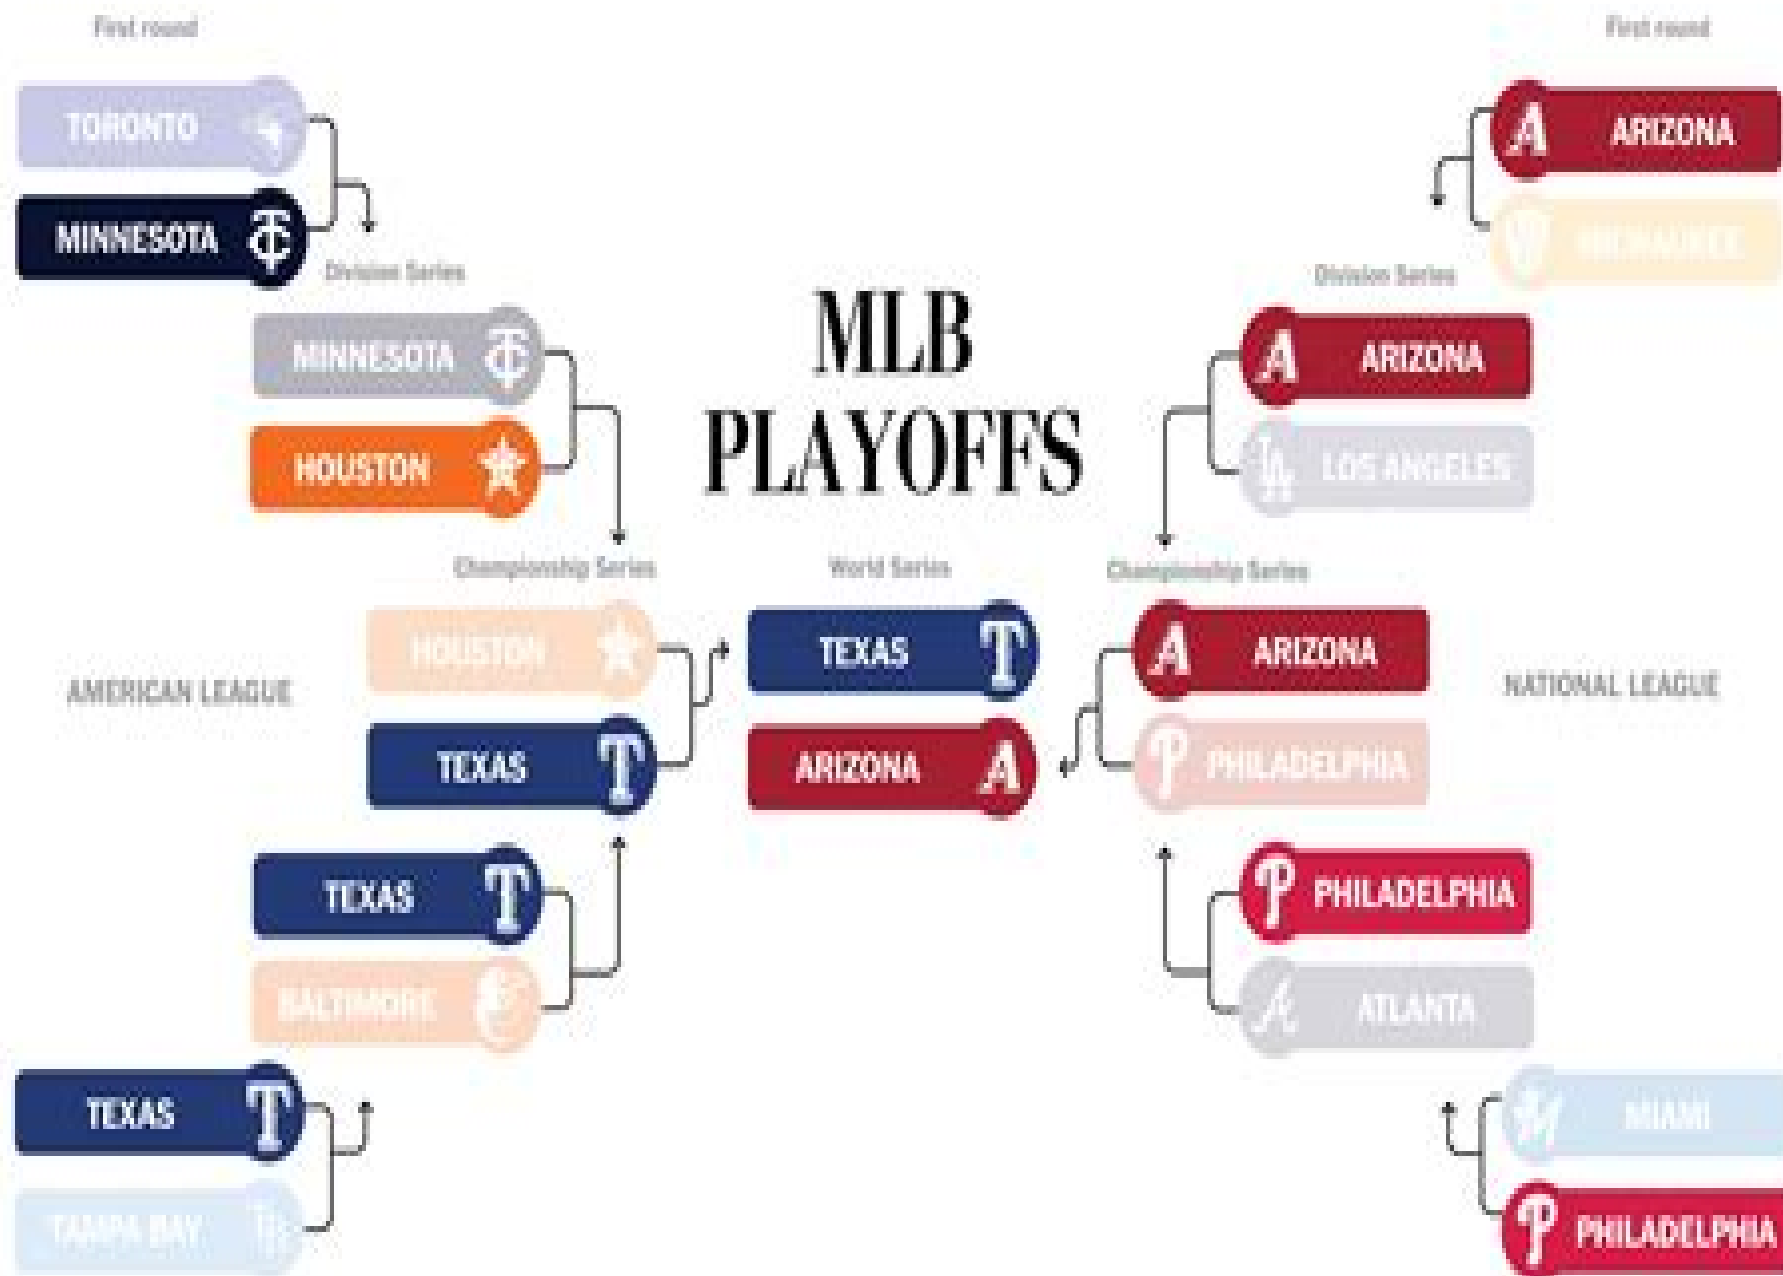 First round
First round
TORONTO
ARIZONA
MINNESOTA
MILWAUKEE
Division Series
Division Series
MINNESOTA
MLB
ARIZONA
PLAYOFFS
HOUSTON
LOS ANGELES
Championship Series
World Series
Championship Series
HOUSTON
TEXAS
ARIZONA
AMERICAN LEAGUE
NATIONAL LEAGUE
TEXAS
ARIZONA
PHILADELPHIA
TEXAS
PHILADELPHIA
BALTIMORE
ATLANTA
TEXAS
MIAMI
TAMPA BAY
PHILADELPHIA